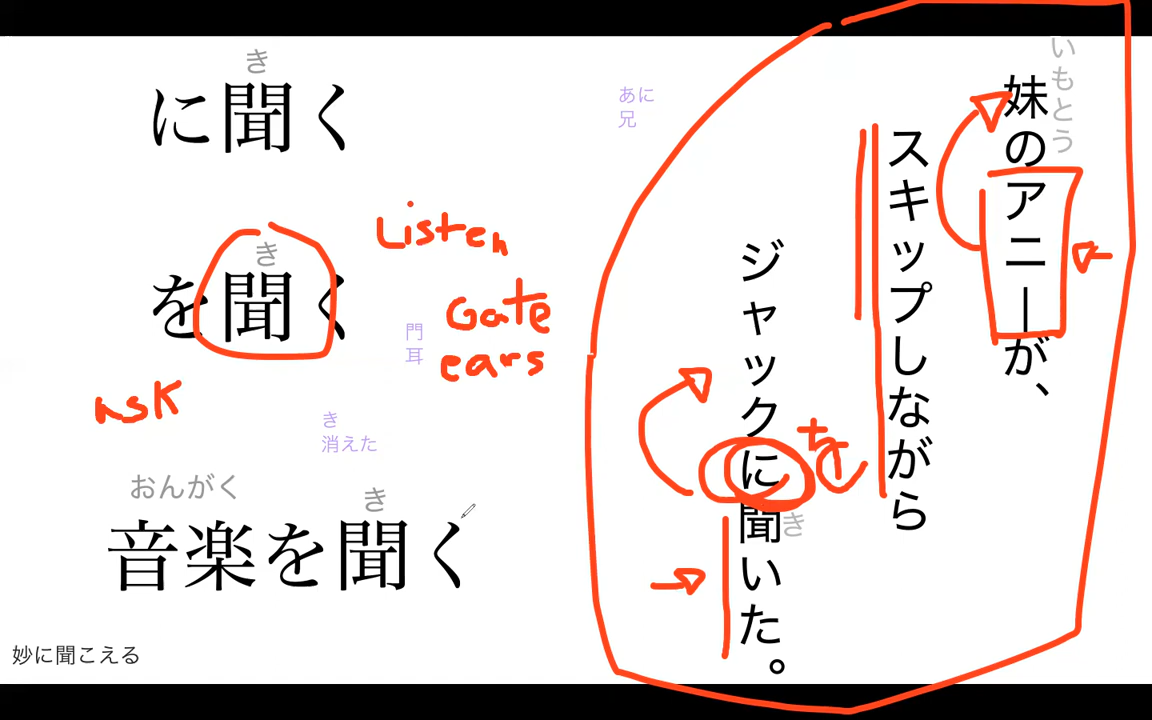 き
に聞く
き
を聞く
Listen
Gate
ears
門
耳
ask
き
消えた
おんがく
き
音楽を聞く
妙に聞こえる
あに
兄
いもとう
妹のアニーが、
スキップしながら
を
き
ジャックに聞いた。